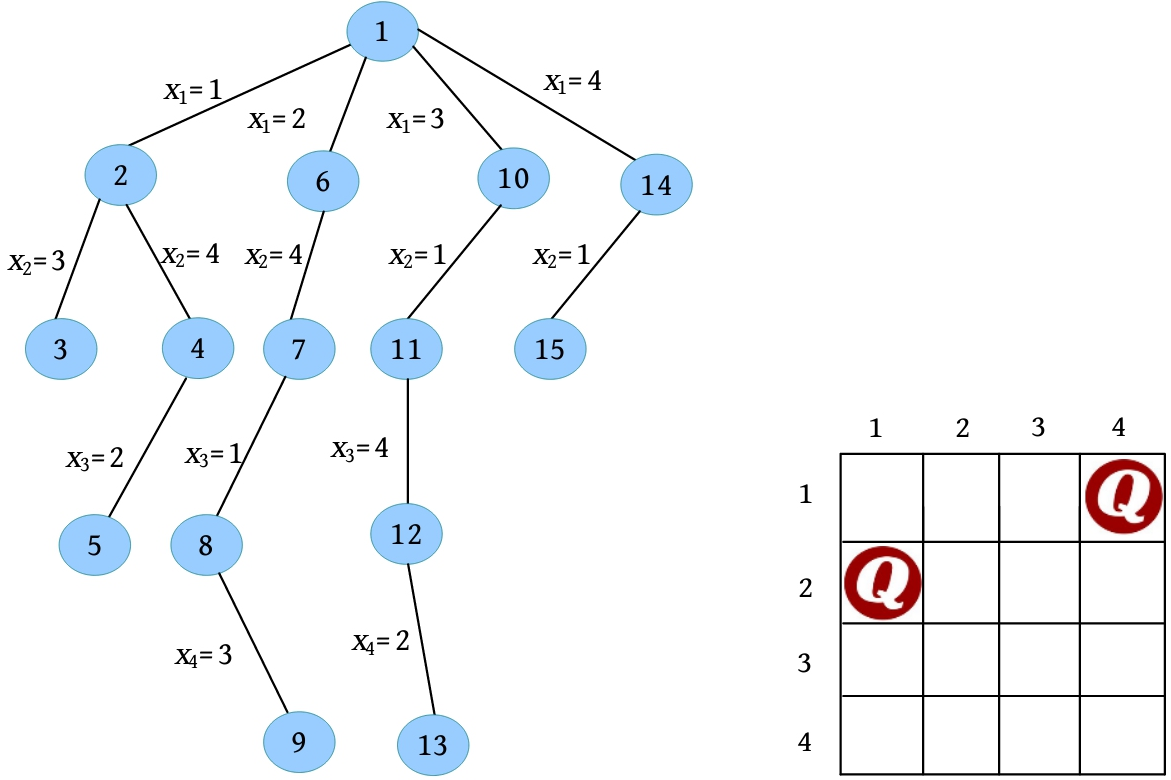 1
x₁= 1
x₁= 2
x₁= 3
x₁= 4
2
6
10
14
x₂= 3
x₂= 4
x₂= 4
x₂= 1
x₂= 1
3
4
7
11
15
x₃= 2
x₃= 1
x₃= 4
5
8
12
x₄= 3
x₄= 2
9
13
1 2 3 4
1 Q
2 Q
3
4